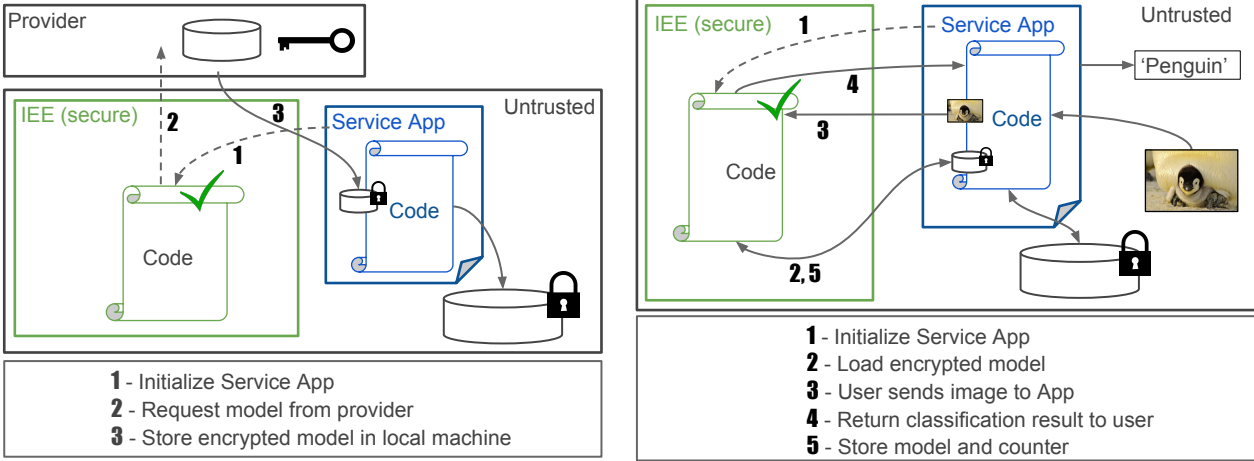 Provider
Untrusted
IEE (secure)
2
3
Service App
1
Code
Code
1 - Initialize Service App
2 - Request model from provider
3 - Store encrypted model in local machine
IEE (secure)
1
Service App
Untrusted
4
'Penguin'
3
Code
Code
2, 5
1 - Initialize Service App
2 - Load encrypted model
3 - User sends image to App
4 - Return classification result to user
5 - Store model and counter